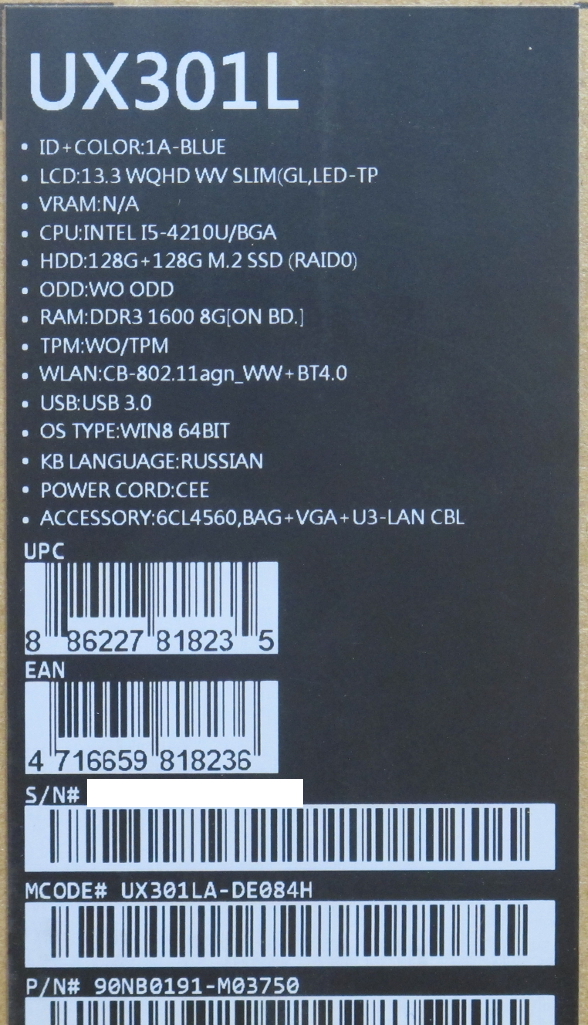 UX301L
• ID+COLOR:1A-BLUE
• LCD:13.3 WQHD WV SLIM(GL,LED-TP
• VRAM:N/A
• CPU:INTEL I5-4210U/BGA
• HDD:128G+128G M.2 SSD (RAID0)
• ODD:WO ODD
• RAM:DDR3 1600 8G[ON BD.]
• TPM:WO/TPM
• WLAN:CB-802.11agn_WW+BT4.0
• USB:USB 3.0
• OS TYPE:WIN8 64BIT
• KB LANGUAGE:RUSSIAN
• POWER CORD:CEE
• ACCESSORY:6CL4560,BAG+VGA+U3-LAN CBL
UPC
8 86227 81823 5
EAN
4 716659 818236
S/N#
MCODE# UX301LA-DE084H
P/N# 90NB0191-M03750